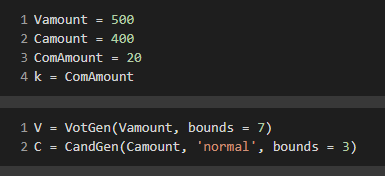 1 Vamount = 500
2 Camount = 400
3 ComAmount = 20
4 k = ComAmount
1 V = VotGen(Vamount, bounds = 7)
2 C = CandGen(Camount, 'normal', bounds = 3)